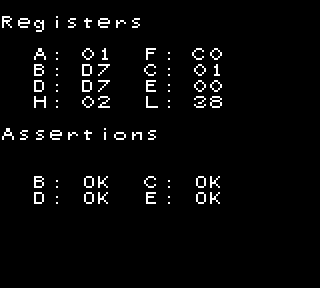 Registers
A: 01 F: C0
B: D7 C: 01
D: D7 E: 00
H: 02 L: 38
Assertions
B: OK C: OK
D: OK E: OK